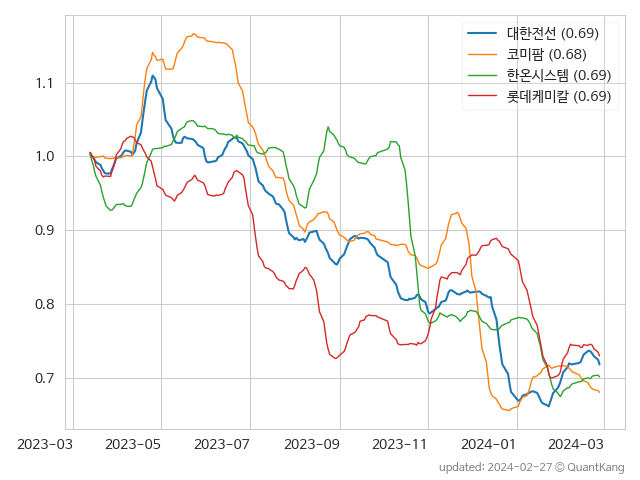 대한전선 (0.69)
코미팜 (0.68)
한온시스템 (0.69)
롯데케미칼 (0.69)
1.1
1.0
0.9
0.8
0.7
2023-03 2023-05 2023-07 2023-09 2023-11 2024-01 2024-03
updated: 2024-02-27 © QuantKang